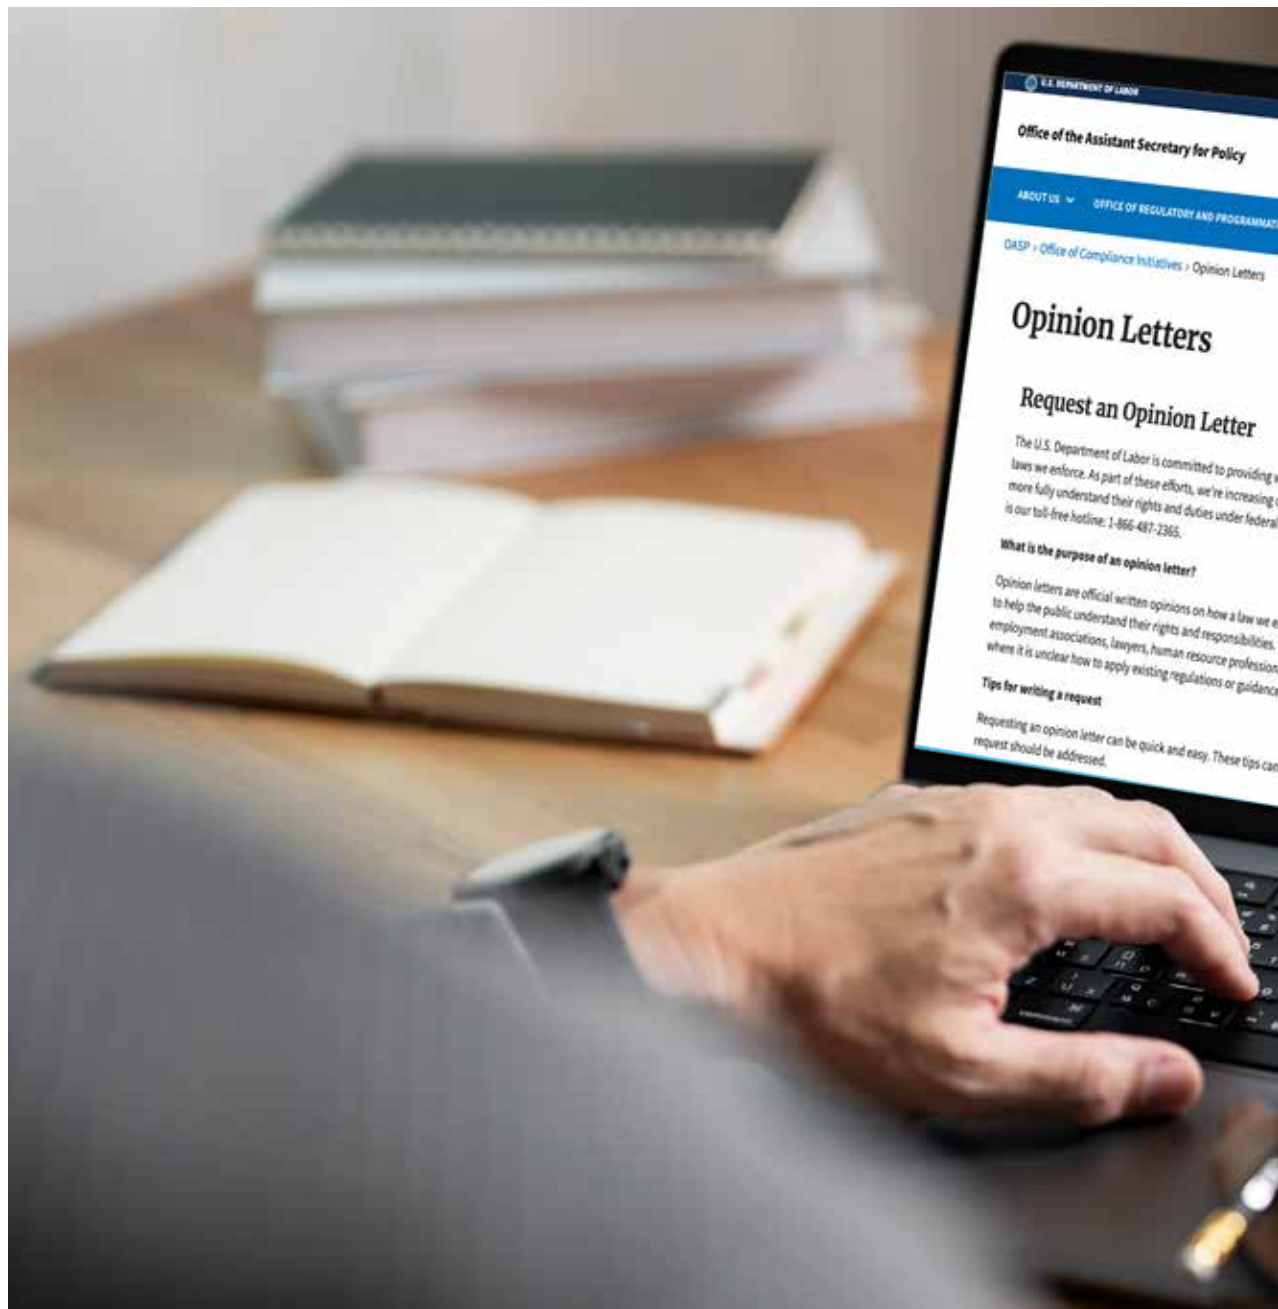 U.S. DEPARTMENT OF LABOR
Office of the Assistant Secretary for Policy
ABOUT US
OFFICE OF REGULATORY AND PROGRAMMATI
OASP > Office of Compliance Initiatives > Opinion Letters
Opinion Letters
Request an Opinion Letter
The U.S. Department of Labor is committed to providing
laws we enforce. As part of these efforts, we're increasing
more fully understand their rights and duties under federal
is our toll-free hotline: 1-866-487-2365.
What is the purpose of an opinion letter?
Opinion letters are official written opinions on how a law we e
to help the public understand their rights and responsibilities.
employment associations, lawyers, human resource profession
where it is unclear how to apply existing regulations or guidance
Tips for writing a request
Requesting an opinion letter can be quick and easy. These tips can
request should be addressed.